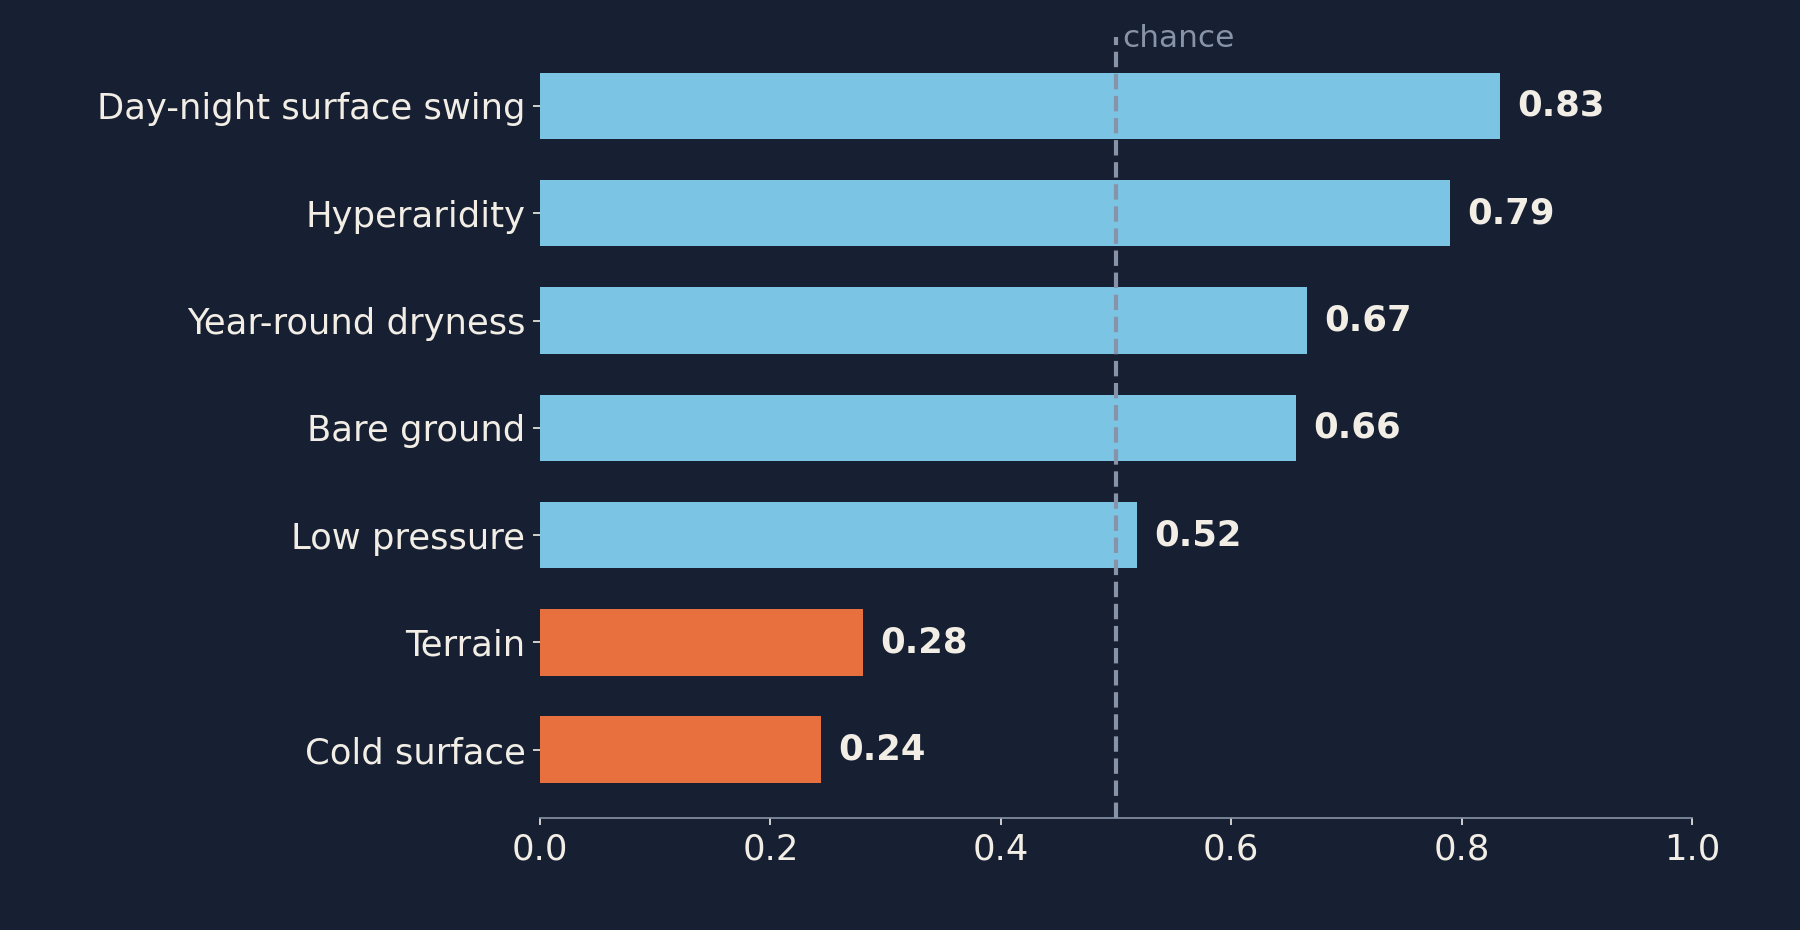 chance
Day-night surface swing 0.83
Hyperaridity 0.79
Year-round dryness 0.67
Bare ground 0.66
Low pressure 0.52
Terrain 0.28
Cold surface 0.24
0.0 0.2 0.4 0.6 0.8 1.0